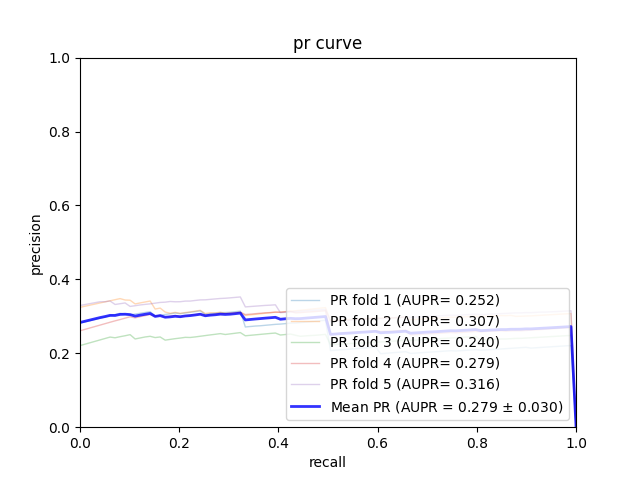 pr curve
1.0
0.8
0.6
0.4
0.2
0.0
precision
PR fold 1 (AUPR= 0.252)
PR fold 2 (AUPR= 0.307)
PR fold 3 (AUPR= 0.240)
PR fold 4 (AUPR= 0.279)
PR fold 5 (AUPR= 0.316)
Mean PR (AUPR = 0.279 ± 0.030)
0.0 0.2 0.4 0.6 0.8 1.0
recall